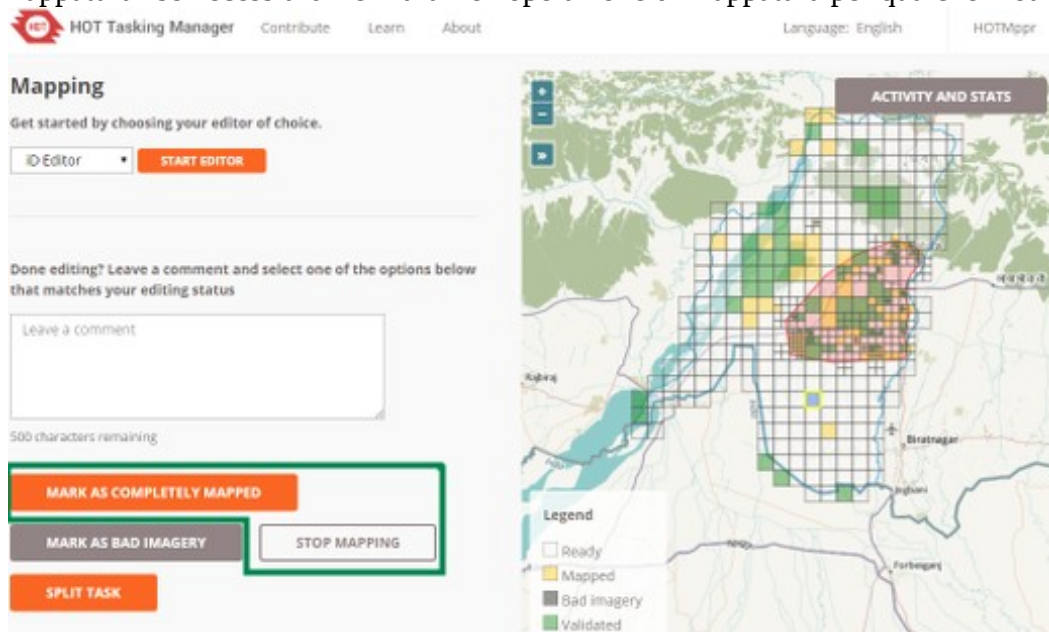 HOT
HOT Tasking Manager
Contribute
Learn
About
Language: English
HOTMppr
Mapping
Get started by choosing your editor of choice.
iD Editor
START EDITOR
Done editing? Leave a comment and select one of the options below
that matches your editing status
Leave a comment
500 characters remaining
MARK AS COMPLETELY MAPPED
MARK AS BAD IMAGERY
STOP MAPPING
SPLIT TASK
+
−
»
ACTIVITY AND STATS
Rajbiraj
Biratnagar
Jogbani
Forbesganj
Legend
Ready
Mapped
Bad imagery
Validated